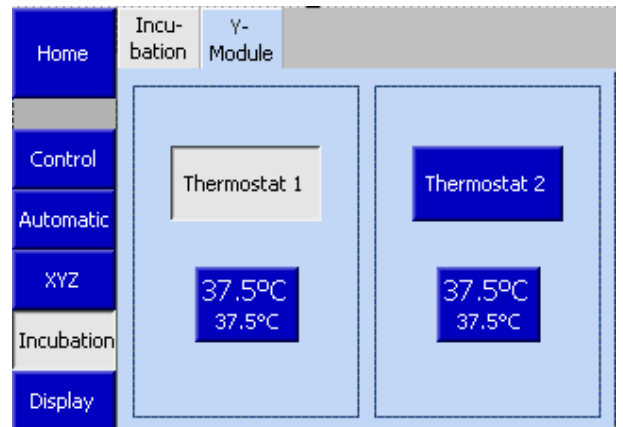 Home
Control
Automatic
XYZ
Incubation
Display
Incu-
bation
Y-
Module
Thermostat 1
37.5ºC
37.5°C
Thermostat 2
37.5ºC
37.5°C